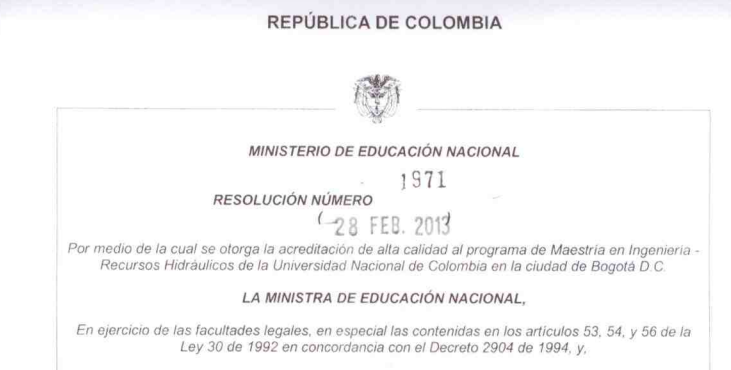 REPÚBLICA DE COLOMBIA
MINISTERIO DE EDUCACIÓN NACIONAL
1971
RESOLUCIÓN NÚMERO
( 28 FEB. 2013
Por medio de la cual se otorga la acreditación de alta calidad al programa de Maestría en Ingeniería -
Recursos Hidráulicos de la Universidad Nacional de Colombia en la ciudad de Bogotá D.C.
LA MINISTRA DE EDUCACIÓN NACIONAL,
En ejercicio de las facultades legales, en especial las contenidas en los artículos 53, 54, y 56 de la
Ley 30 de 1992 en concordancia con el Decreto 2904 de 1994, y,